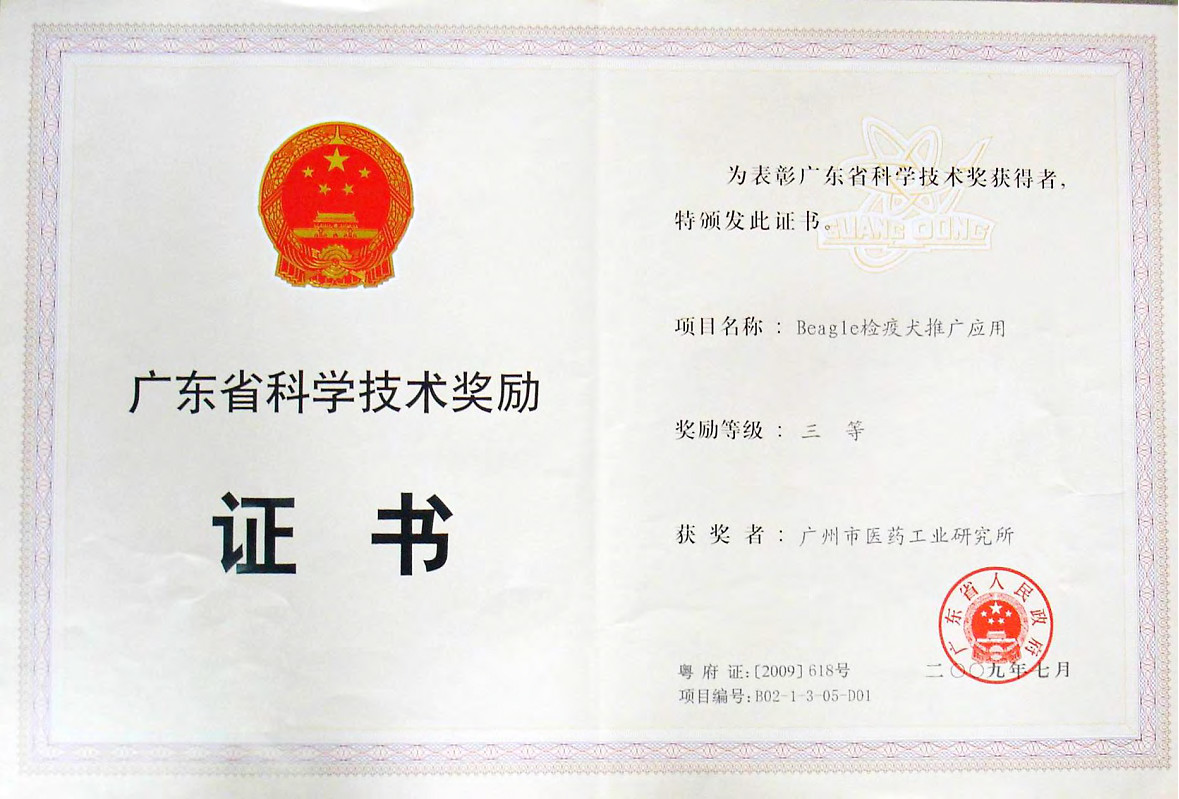 广东省科学技术奖励
证书
为表彰广东省科学技术奖获得者，
特颁发此证书。
GUANG DONG
项目名称：Beagle检疫犬推广应用
奖励等级：三 等
获 奖 者：广州市医药工业研究所
广东省人民政府
粤 府 证:[2009]618号
二〇〇九年七月
项目编号:B02-1-3-05-D01